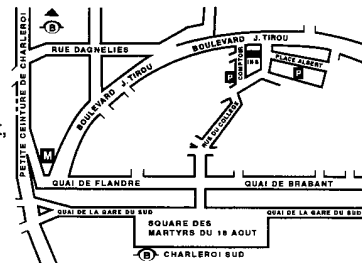 B
PETITE CEINTURE DE CHARLEROI
RUE DAGNELIES
BOULEVARD J. TIROU
BOULEVARD J. TIROU
COMPTOIR
P
PLACE ALBERT
P
RUE DU COLLEGE
M
QUAI DE FLANDRE
QUAI DE BRABANT
QUAI DE LA GARE DU SUD
QUAI DE LA GARE DU SUD
SQUARE DES
MARTYRS DU 18 AOUT
B CHARLEROI SUD